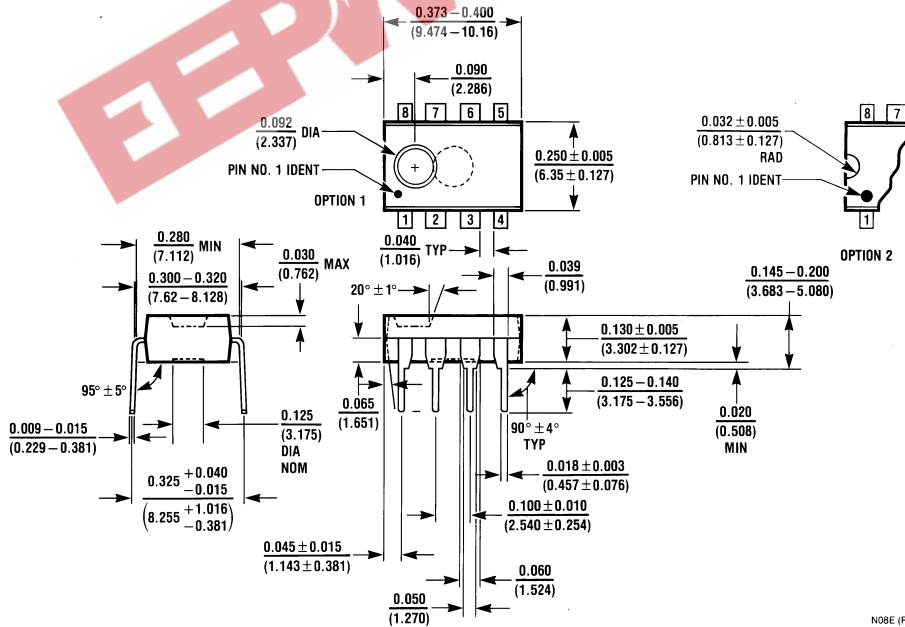 EEPW
0.373 – 0.400
(9.474 – 10.16)
0.090
(2.286)
8 7 6 5
0.092 DIA
(2.337)
PIN NO. 1 IDENT
OPTION 1
0.250 ± 0.005
(6.35 ± 0.127)
1 2 3 4
0.032 ± 0.005
(0.813 ± 0.127)
RAD
PIN NO. 1 IDENT
8 7
1
OPTION 2
0.280 MIN
(7.112)
0.300 – 0.320
(7.62 – 8.128)
0.030 MAX
(0.762)
0.040 TYP
(1.016)
0.039
(0.991)
0.145 – 0.200
(3.683 – 5.080)
20° ± 1°
0.130 ± 0.005
(3.302 ± 0.127)
0.125 – 0.140
(3.175 – 3.556)
0.020
(0.508)
MIN
95° ± 5°
0.009 – 0.015
(0.229 – 0.381)
0.125
(3.175)
DIA
NOM
0.065
(1.651)
90° ± 4°
TYP
0.325 +0.040
–0.015
(8.255 +1.016
–0.381)
0.018 ± 0.003
(0.457 ± 0.076)
0.100 ± 0.010
(2.540 ± 0.254)
0.045 ± 0.015
(1.143 ± 0.381)
0.060
(1.524)
0.050
(1.270)
N08E (F